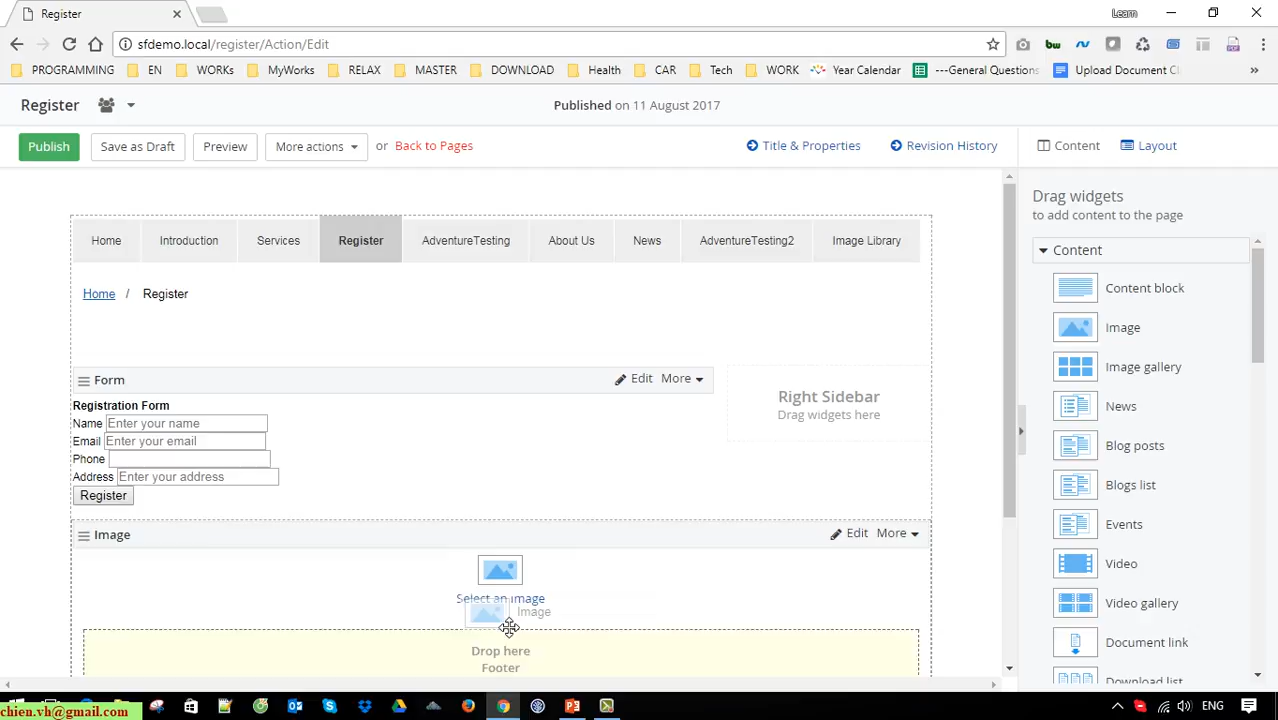 Register
Learn
sfdemo.local/register/Action/Edit
PROGRAMMING EN WORKs MyWorks RELAX MASTER DOWNLOAD Health CAR Tech WORK Year Calendar ---General Questions Upload Document Cl »
Register
Published on 11 August 2017
Publish Save as Draft Preview More actions or Back to Pages Title & Properties Revision History Content Layout
Drag widgets
to add content to the page
Content
Home Introduction Services Register AdventureTesting About Us News AdventureTesting2 Image Library
Home / Register
Form Edit More
Registration Form
Name Enter your name
Email Enter your email
Phone
Address Enter your address
Register
Right Sidebar
Drag widgets here
Image Edit More
Select an image
Image
Drop here
Footer
Content block
Image
Image gallery
News
Blog posts
Blogs list
Events
Video
Video gallery
Document link
Download list
chien.vh@gmail.com
ENG